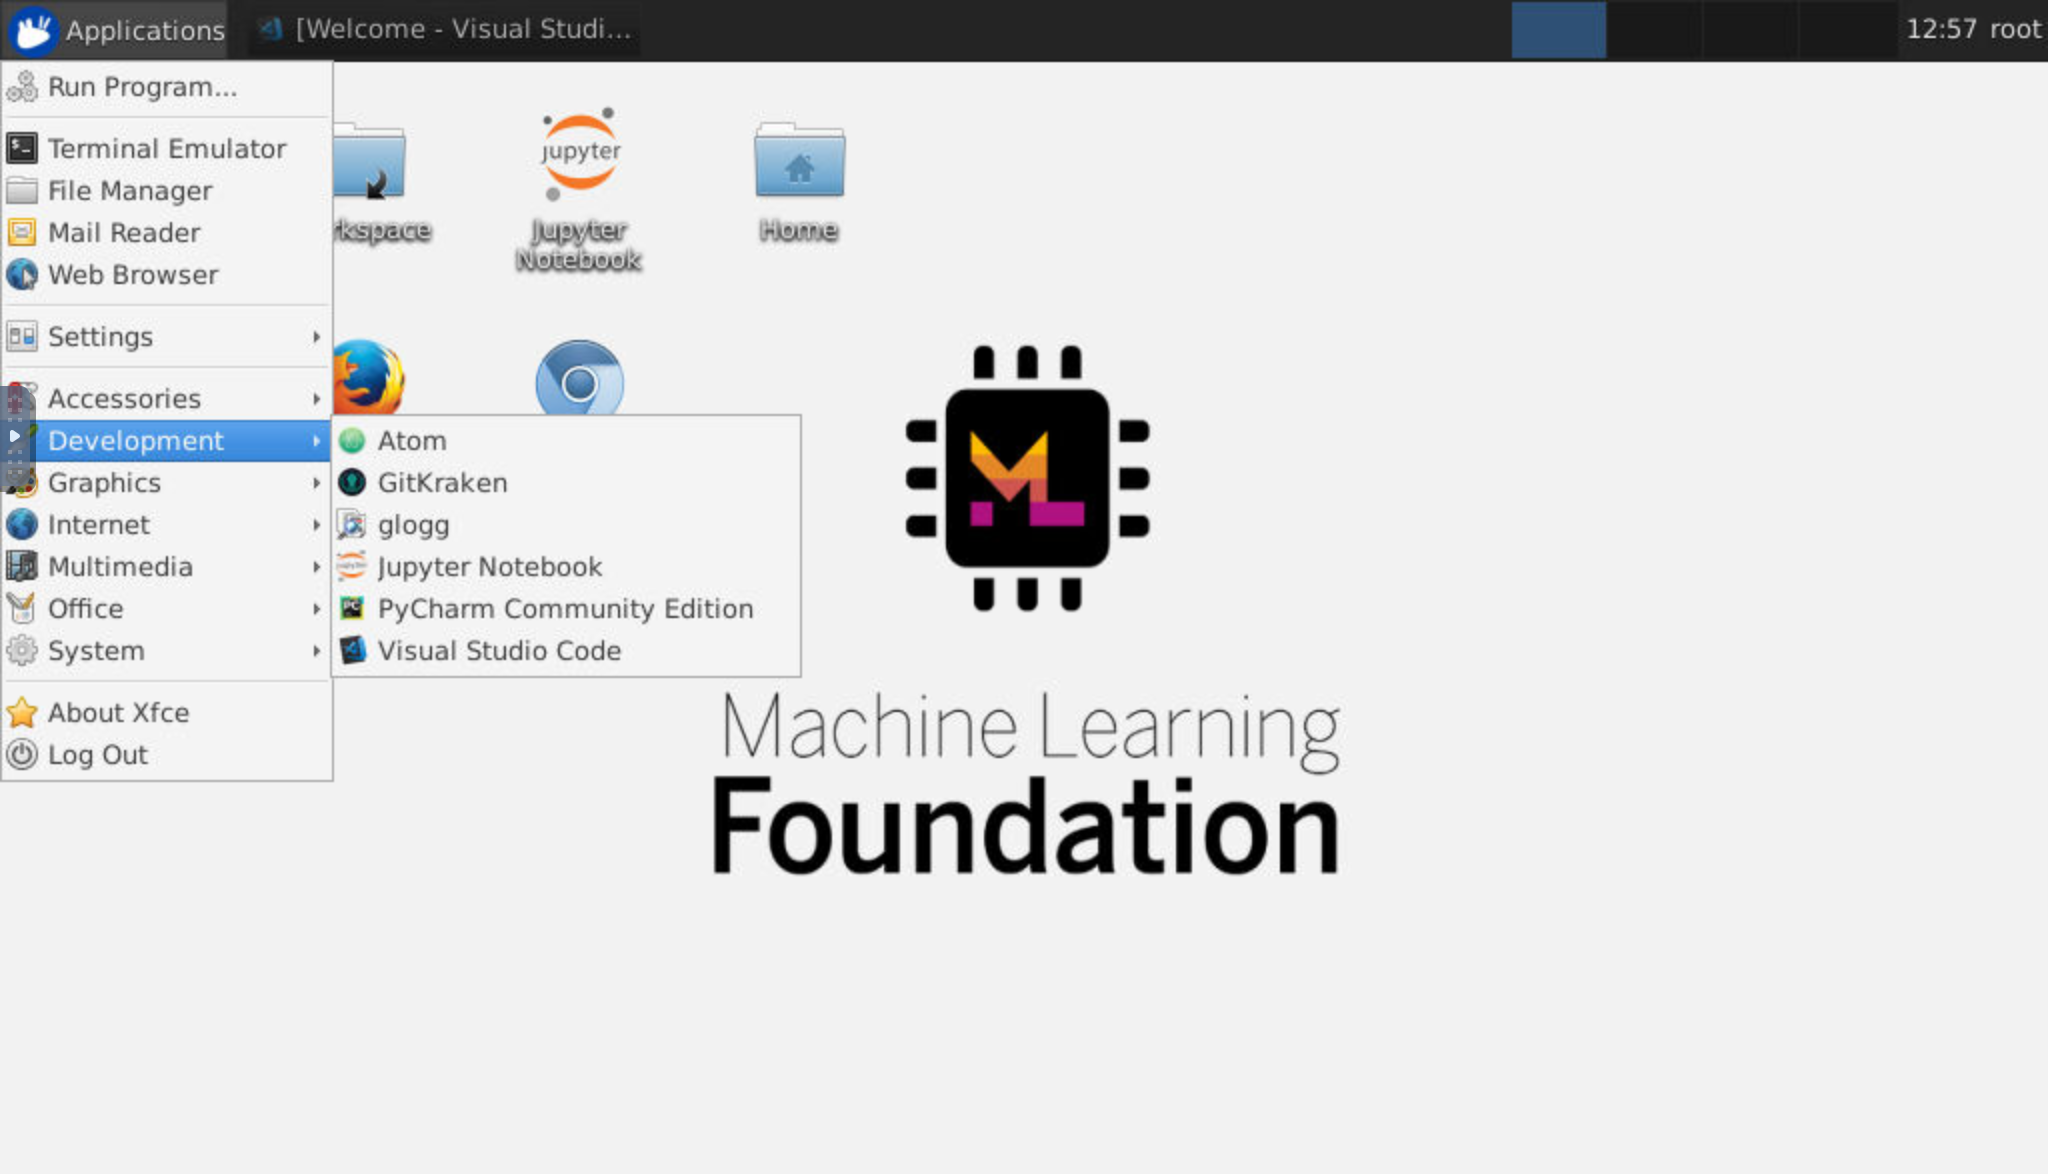 Applications
[Welcome - Visual Studi...
12:57 root
Run Program...
Terminal Emulator
File Manager
Mail Reader
Web Browser
Settings
Accessories
Development
Graphics
Internet
Multimedia
Office
System
About Xfce
Log Out
rkspace
jupyter
Jupyter
Notebook
Home
Atom
GitKraken
glogg
Jupyter Notebook
PyCharm Community Edition
Visual Studio Code
ML
Machine Learning
Foundation